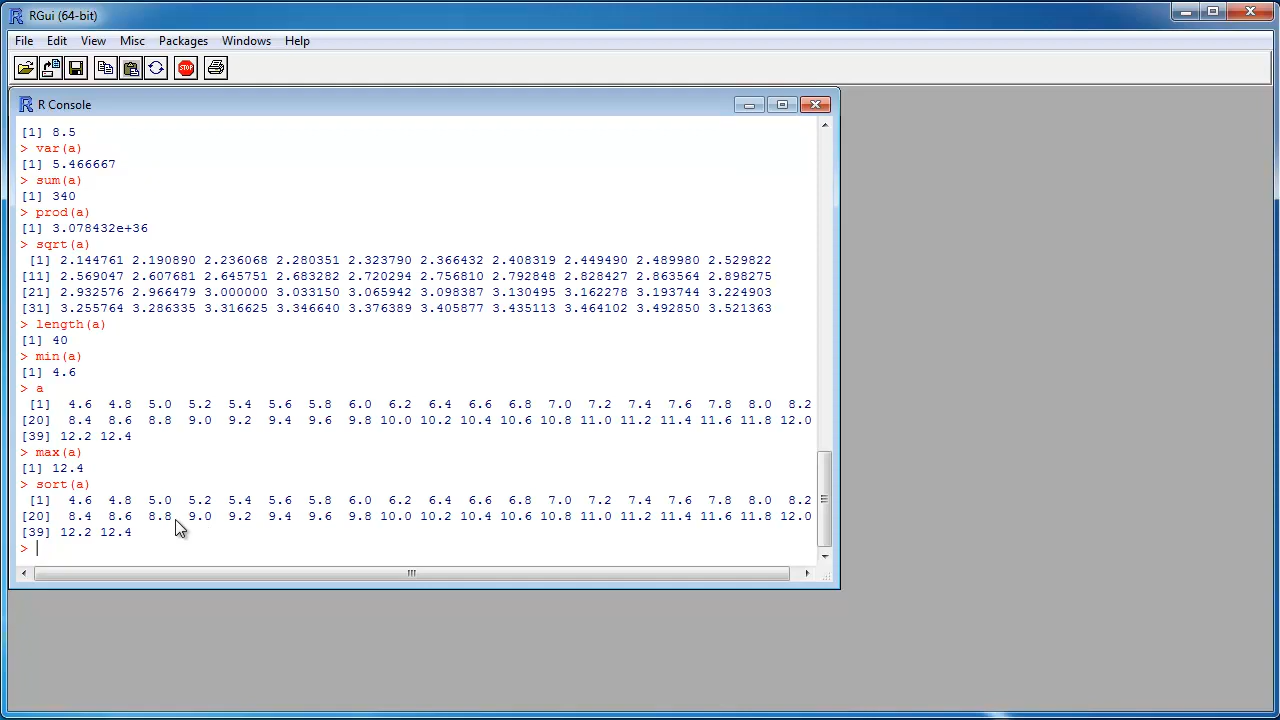 RGui (64-bit)
File Edit View Misc Packages Windows Help
STOP
R Console
[1] 8.5
> var(a)
[1] 5.466667
> sum(a)
[1] 340
> prod(a)
[1] 3.078432e+36
> sqrt(a)
[1] 2.144761 2.190890 2.236068 2.280351 2.323790 2.366432 2.408319 2.449490 2.489980 2.529822
[11] 2.569047 2.607681 2.645751 2.683282 2.720294 2.756810 2.792848 2.828427 2.863564 2.898275
[21] 2.932576 2.966479 3.000000 3.033150 3.065942 3.098387 3.130495 3.162278 3.193744 3.224903
[31] 3.255764 3.286335 3.316625 3.346640 3.376389 3.405877 3.435113 3.464102 3.492850 3.521363
> length(a)
[1] 40
> min(a)
[1] 4.6
> a
[1] 4.6 4.8 5.0 5.2 5.4 5.6 5.8 6.0 6.2 6.4 6.6 6.8 7.0 7.2 7.4 7.6 7.8 8.0 8.2
[20] 8.4 8.6 8.8 9.0 9.2 9.4 9.6 9.8 10.0 10.2 10.4 10.6 10.8 11.0 11.2 11.4 11.6 11.8 12.0
[39] 12.2 12.4
> max(a)
[1] 12.4
> sort(a)
[1] 4.6 4.8 5.0 5.2 5.4 5.6 5.8 6.0 6.2 6.4 6.6 6.8 7.0 7.2 7.4 7.6 7.8 8.0 8.2
[20] 8.4 8.6 8.8 9.0 9.2 9.4 9.6 9.8 10.0 10.2 10.4 10.6 10.8 11.0 11.2 11.4 11.6 11.8 12.0
[39] 12.2 12.4
>